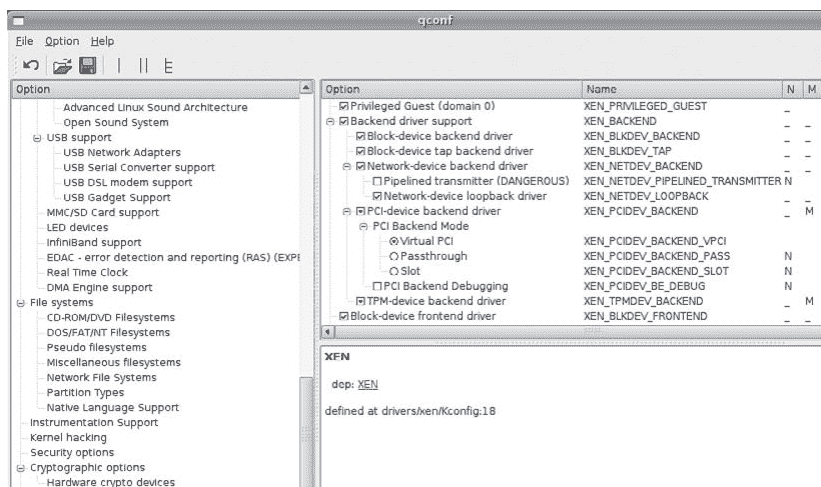 qconf
File Option Help
Option
Advanced Linux Sound Architecture
Open Sound System
USB support
USB Network Adapters
USB Serial Converter support
USB DSL modem support
USB Gadget Support
MMC/SD Card support
LED devices
InfiniBand support
EDAC - error detection and reporting (RAS) (EXPE
Real Time Clock
DMA Engine support
File systems
CD-ROM/DVD Filesystems
DOS/FAT/NT Filesystems
Pseudo filesystems
Miscellaneous filesystems
Network File Systems
Partition Types
Native Language Support
Instrumentation Support
Kernel hacking
Security options
Cryptographic options
Hardware crypto devices
Option Name N M
Privileged Guest (domain 0) XEN_PRIVILEGED_GUEST _
Backend driver support XEN_BACKEND _ _
Block-device backend driver XEN_BLKDEV_BACKEND _ _
Block-device tap backend driver XEN_BLKDEV_TAP _ _
Network-device backend driver XEN_NETDEV_BACKEND _ _
Pipelined transmitter (DANGEROUS) XEN_NETDEV_PIPELINED_TRANSMITTER N
Network-device loopback driver XEN_NETDEV_LOOPBACK _ _
PCI-device backend driver XEN_PCIDEV_BACKEND _ M
PCI Backend Mode
Virtual PCI XEN_PCIDEV_BACKEND_VPCI
Passthrough XEN_PCIDEV_BACKEND_PASS N
Slot XEN_PCIDEV_BACKEND_SLOT N
PCI Backend Debugging XEN_PCIDEV_BE_DEBUG N
TPM-device backend driver XEN_TPMDEV_BACKEND _ M
Block-device frontend driver XEN_BLKDEV_FRONTEND _ _
XEN
dep: XEN
defined at drivers/xen/Kconfig:18